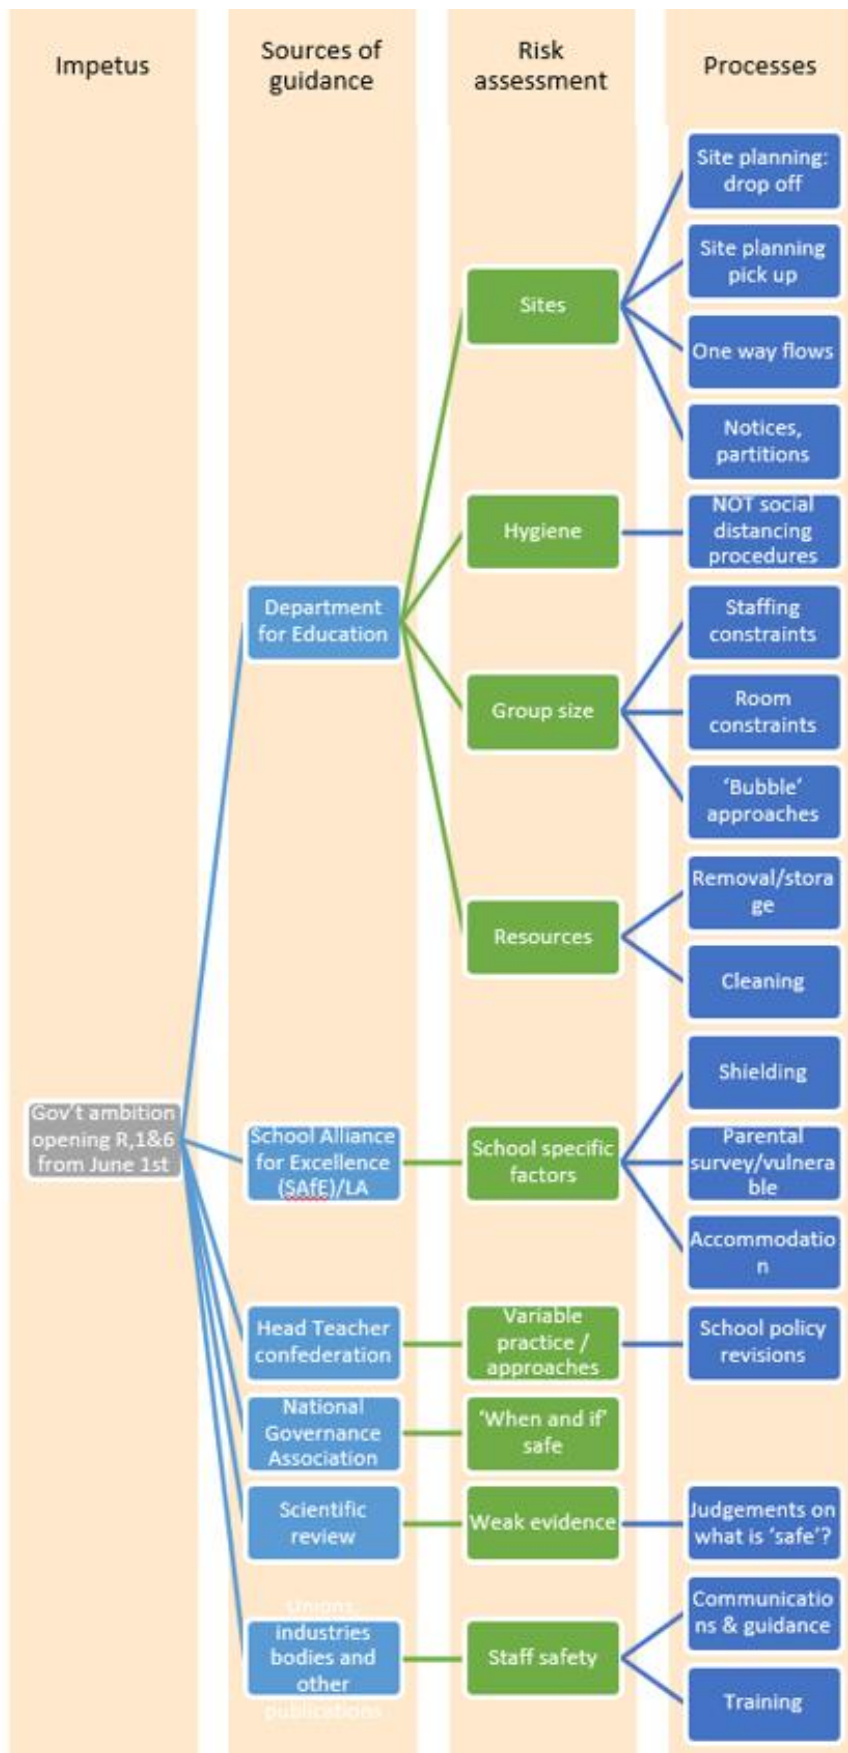 Impetus
Sources of
guidance
Risk
assessment
Processes
Gov't ambition
opening R,1&6
from June 1st
Department
for Education
Sites
Site planning:
drop off
Site planning
pick up
One way flows
Notices,
partitions
Hygiene
NOT social
distancing
procedures
Group size
Staffing
constraints
Room
constraints
‘Bubble’
approaches
Resources
Removal/stora
ge
Cleaning
School Alliance
for Excellence
(SAfE)/LA
School specific
factors
Shielding
Parental
survey/vulnera
ble
Accommodatio
n
Head Teacher
confederation
Variable
practice /
approaches
School policy
revisions
National
Governance
Association
‘When and if’
safe
Scientific
review
Weak evidence
Judgements on
what is ‘safe’?
Unions,
industries
bodies and
other
publications
Staff safety
Communicatio
ns & guidance
Training